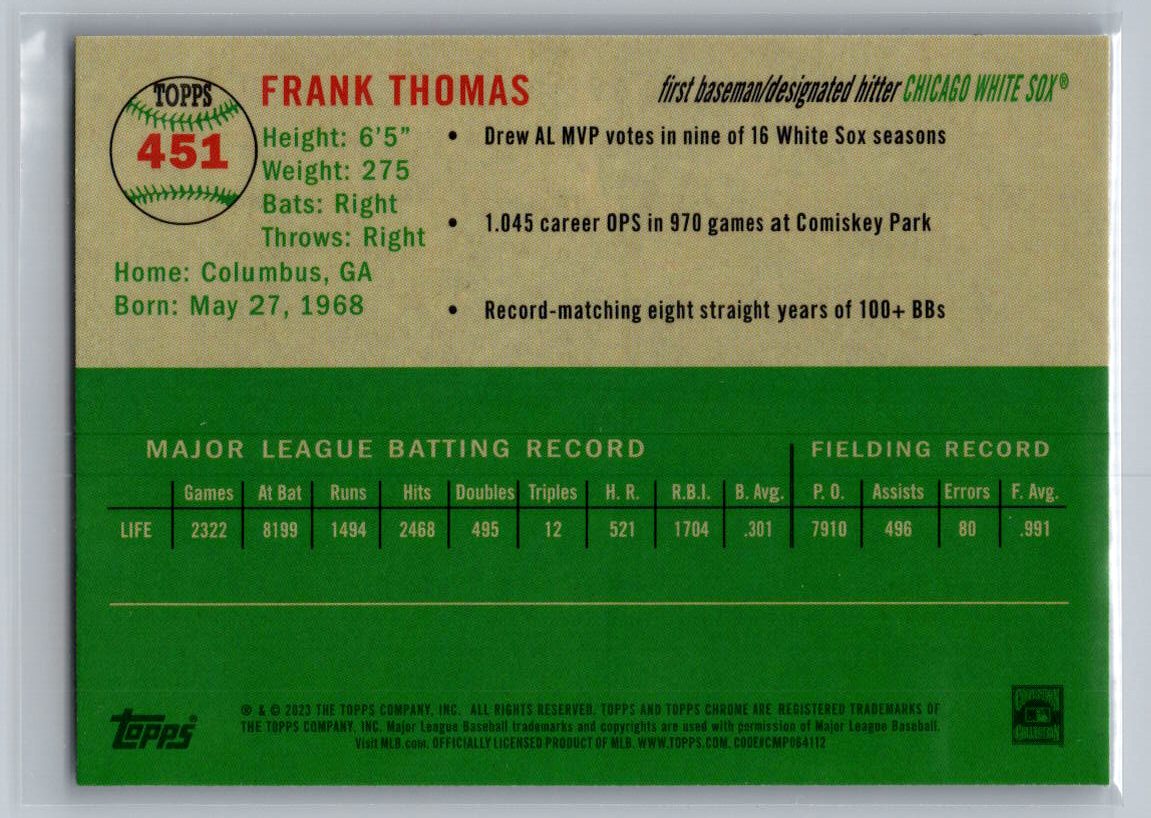 TOPPS
451
FRANK THOMAS
first baseman/designated hitter CHICAGO WHITE SOX®
Height: 6'5"
Weight: 275
Bats: Right
Throws: Right
Home: Columbus, GA
Born: May 27, 1968
• Drew AL MVP votes in nine of 16 White Sox seasons
• 1.045 career OPS in 970 games at Comiskey Park
• Record-matching eight straight years of 100+ BBs
MAJOR LEAGUE BATTING RECORD FIELDING RECORD
Games At Bat Runs Hits Doubles Triples H. R. R.B.I. B. Avg. P. O. Assists Errors F. Avg.
LIFE 2322 8199 1494 2468 495 12 521 1704 .301 7910 496 80 .991
topps®
® & © 2023 THE TOPPS COMPANY, INC. ALL RIGHTS RESERVED. TOPPS AND TOPPS CHROME ARE REGISTERED TRADEMARKS OF
THE TOPPS COMPANY, INC. Major League Baseball trademarks and copyrights are used with permission of Major League Baseball.
Visit MLB.com. OFFICIALLY LICENSED PRODUCT OF MLB. WWW.TOPPS.COM. CODE#CMP064112
COLLECTION